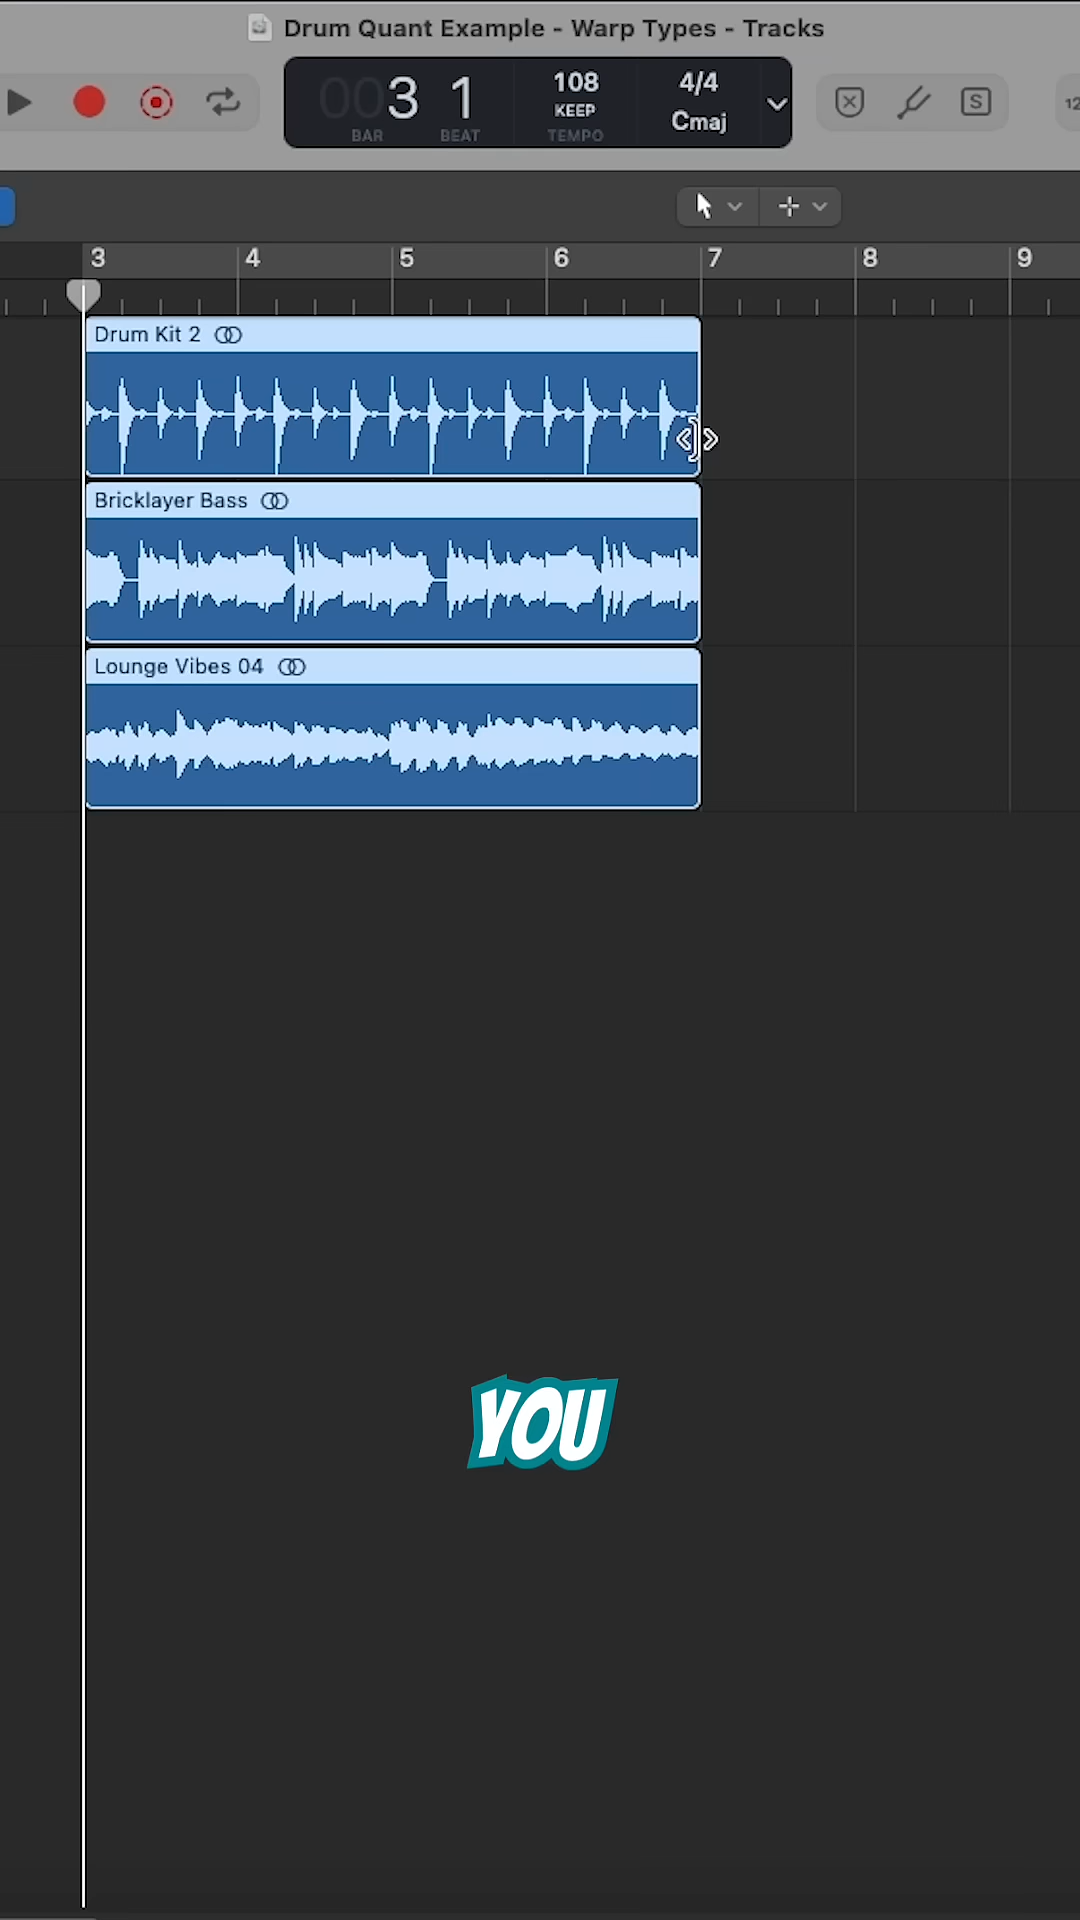 Drum Quant Example - Warp Types - Tracks
003 1 108 4/4
KEEP
Cmaj
BAR BEAT TEMPO
S
12
3 4 5 6 7 8 9
Drum Kit 2
Bricklayer Bass
Lounge Vibes 04
YOU